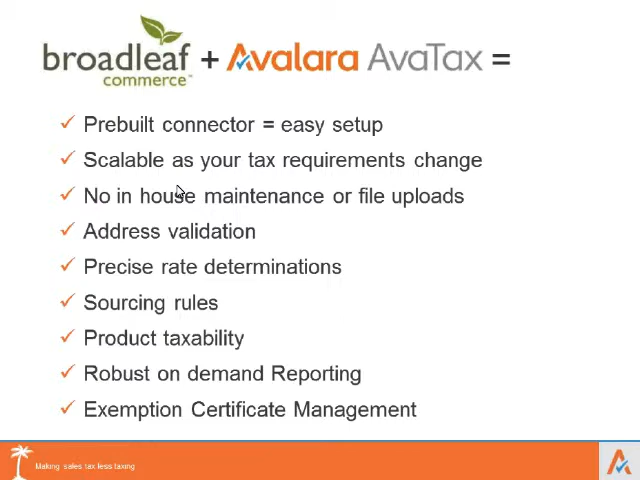 broadleaf + Avalara AvaTax =
commerce™
Prebuilt connector = easy setup
Scalable as your tax requirements change
No in house maintenance or file uploads
Address validation
Precise rate determinations
Sourcing rules
Product taxability
Robust on demand Reporting
Exemption Certificate Management
Making sales tax less taxing